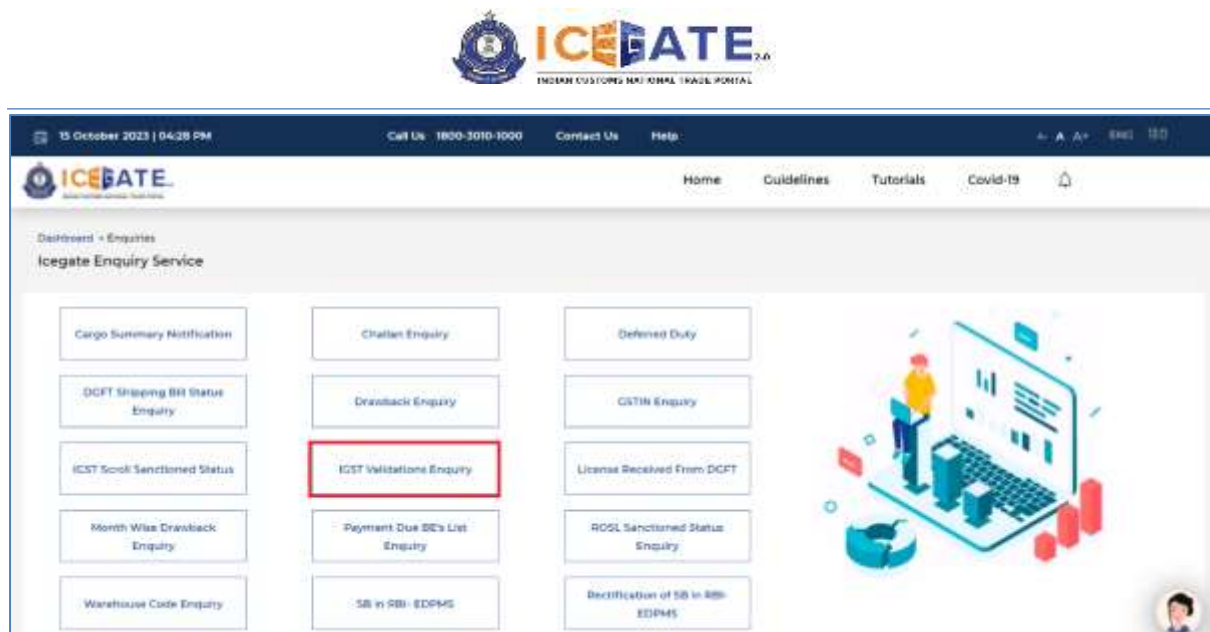 ICEGATE 2.0
INDIAN CUSTOMS NATIONAL TRADE PORTAL
15 October 2023 | 04:28 PM
Call Us 1800-3010-1000
Contact Us
Help
A- A A+
ICEGATE
Home
Guidelines
Tutorials
Covid-19
Dashboard » Enquiries
Icegate Enquiry Service
Cargo Summary Notification
Challan Enquiry
Deferred Duty
DGFT Shipping Bill Status
Enquiry
Drawback Enquiry
GSTIN Enquiry
IGST Scroll Sanctioned Status
IGST Validations Enquiry
License Received From DGFT
Month Wise Drawback
Enquiry
Payment Due BE's List
Enquiry
ROSL Sanctioned Status
Enquiry
Warehouse Code Enquiry
SB in RBI- EDPMS
Rectification of SB in RBI-
EDPMS